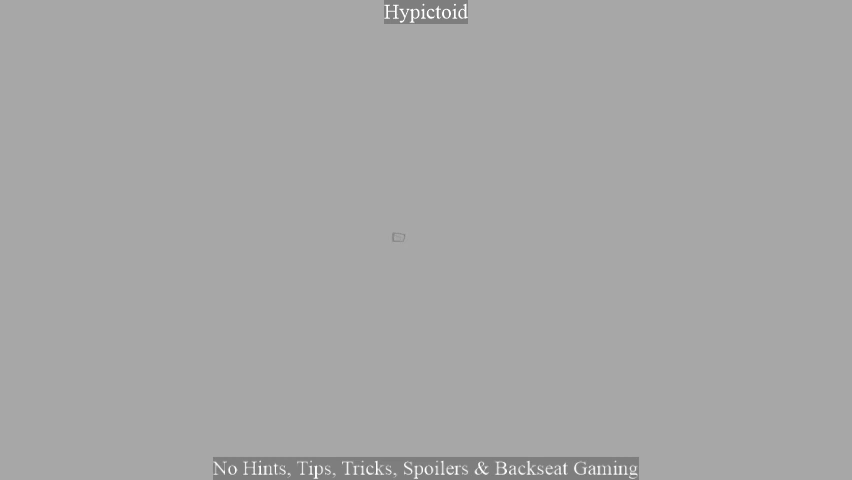 Hypictoid
No Hints, Tips, Tricks, Spoilers & Backseat Gaming